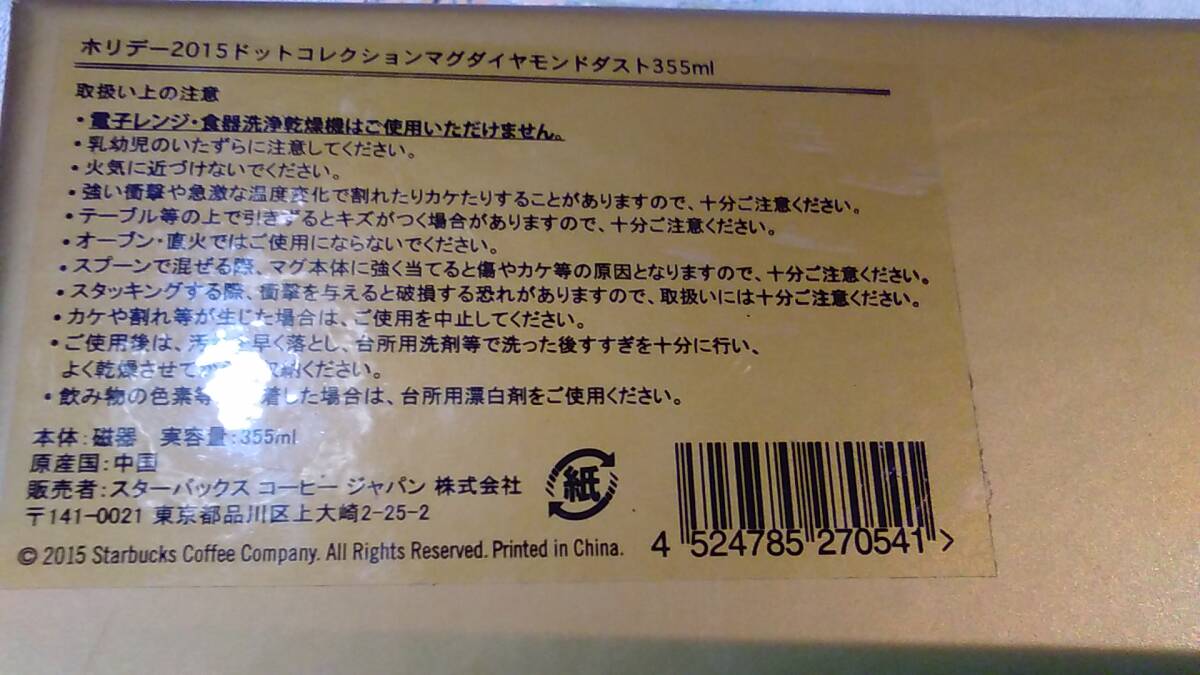 ホリデー2015ドットコレクションマグダイヤモンドダスト355ml
取扱い上の注意
・電子レンジ・食器洗浄乾燥機はご使用いただけません。
・乳幼児のいたずらに注意してください。
・火気に近づけないでください。
・強い衝撃や急激な温度変化で割れたりカケたりすることがありますので、十分ご注意ください。
・テーブル等の上で引きずるとキズがつく場合がありますので、十分ご注意ください。
・オーブン・直火ではご使用にならないでください。
・スプーンで混ぜる際、マグ本体に強く当てると傷やカケ等の原因となりますので、十分ご注意ください。
・スタッキングする際、衝撃を与えると破損する恐れがありますので、取扱いには十分ご注意ください。
・カケや割れ等が生じた場合は、ご使用を中止してください。
・ご使用後は、汚 早く落とし、台所用洗剤等で洗った後すすぎを十分に行い、
よく乾燥させて 収納ください。
・飲み物の色素等 着した場合は、台所用漂白剤をご使用ください。
本体:磁器 実容量:355ml
原産国:中国
販売者:スターバックス コーヒー ジャパン 株式会社
〒141-0021 東京都品川区上大崎2-25-2
© 2015 Starbucks Coffee Company. All Rights Reserved. Printed in China.
紙
4 524785 270541 >